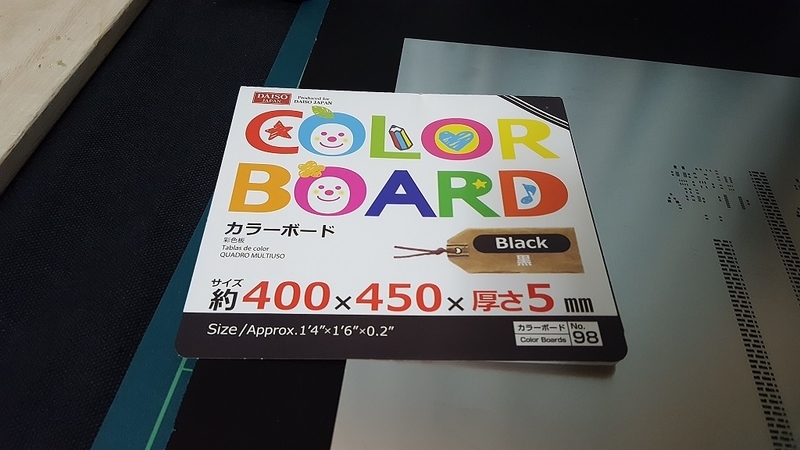 DAISO
JAPAN
Produced for
DAISO JAPAN
COLOR
BOARD
カラーボード
彩色板
Tablas de color
QUADRO MULTIUSO
Black
黒
サイズ
約400×450×厚さ5mm
Size/Approx.1'4"×1'6"×0.2"
カラーボード
Color Boards
No.
98